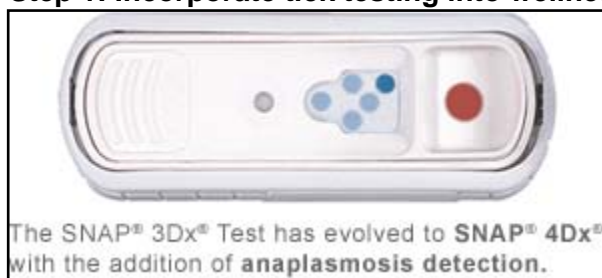 The SNAP® 3Dx® Test has evolved to SNAP® 4Dx®
with the addition of anaplasmosis detection.